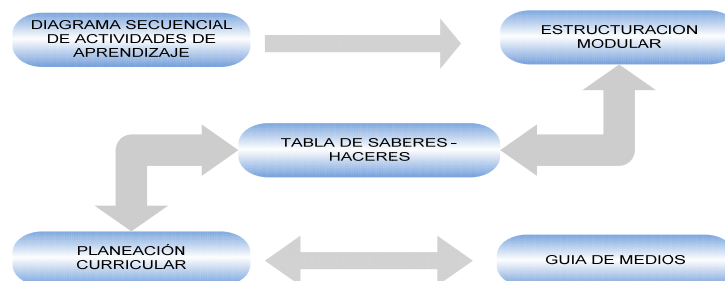 DIAGRAMA SECUENCIAL
DE ACTIVIDADES DE
APRENDIZAJE
ESTRUCTURACION
MODULAR
TABLA DE SABERES -
HACERES
PLANEACIÓN
CURRICULAR
GUIA DE MEDIOS